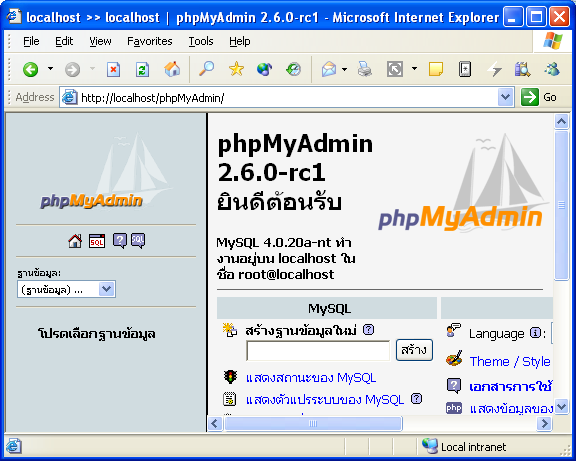 localhost >> localhost | phpMyAdmin 2.6.0-rc1 - Microsoft Internet Explorer
File Edit View Favorites Tools Help
Address http://localhost/phpMyAdmin/ Go
phpMyAdmin
SQL
SQL
ฐานข้อมูล:
(ฐานข้อมูล) ...
โปรดเลือกฐานข้อมูล
phpMyAdmin
2.6.0-rc1
ยินดีต้อนรับ
phpMyAdmin
MySQL 4.0.20a-nt ทำ
งานอยู่บน localhost ใน
ชื่อ root@localhost
MySQL
สร้างฐานข้อมูลใหม่
สร้าง
แสดงสถานะของ MySQL
แสดงตัวแปรระบบของ MySQL
Language :
Theme / Style
เอกสารการใช้
php แสดงข้อมูลของ
Local intranet